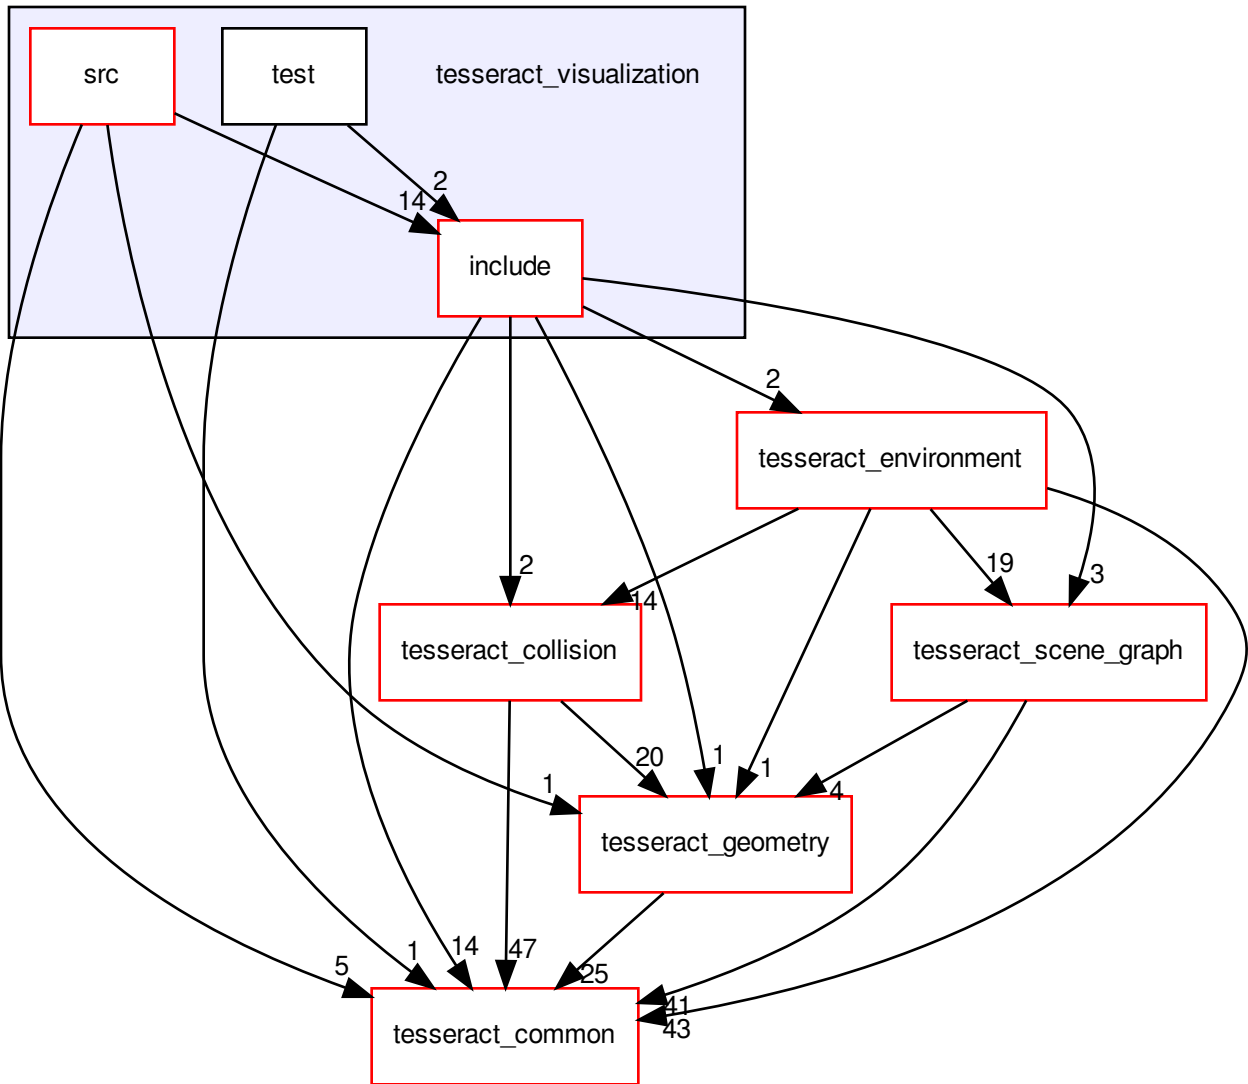 src
test
tesseract_visualization
2
14
include
2
tesseract_environment
2
19
3
14
tesseract_collision
tesseract_scene_graph
20
1
1
1
4
tesseract_geometry
5
1
14
47
25
41
43
tesseract_common